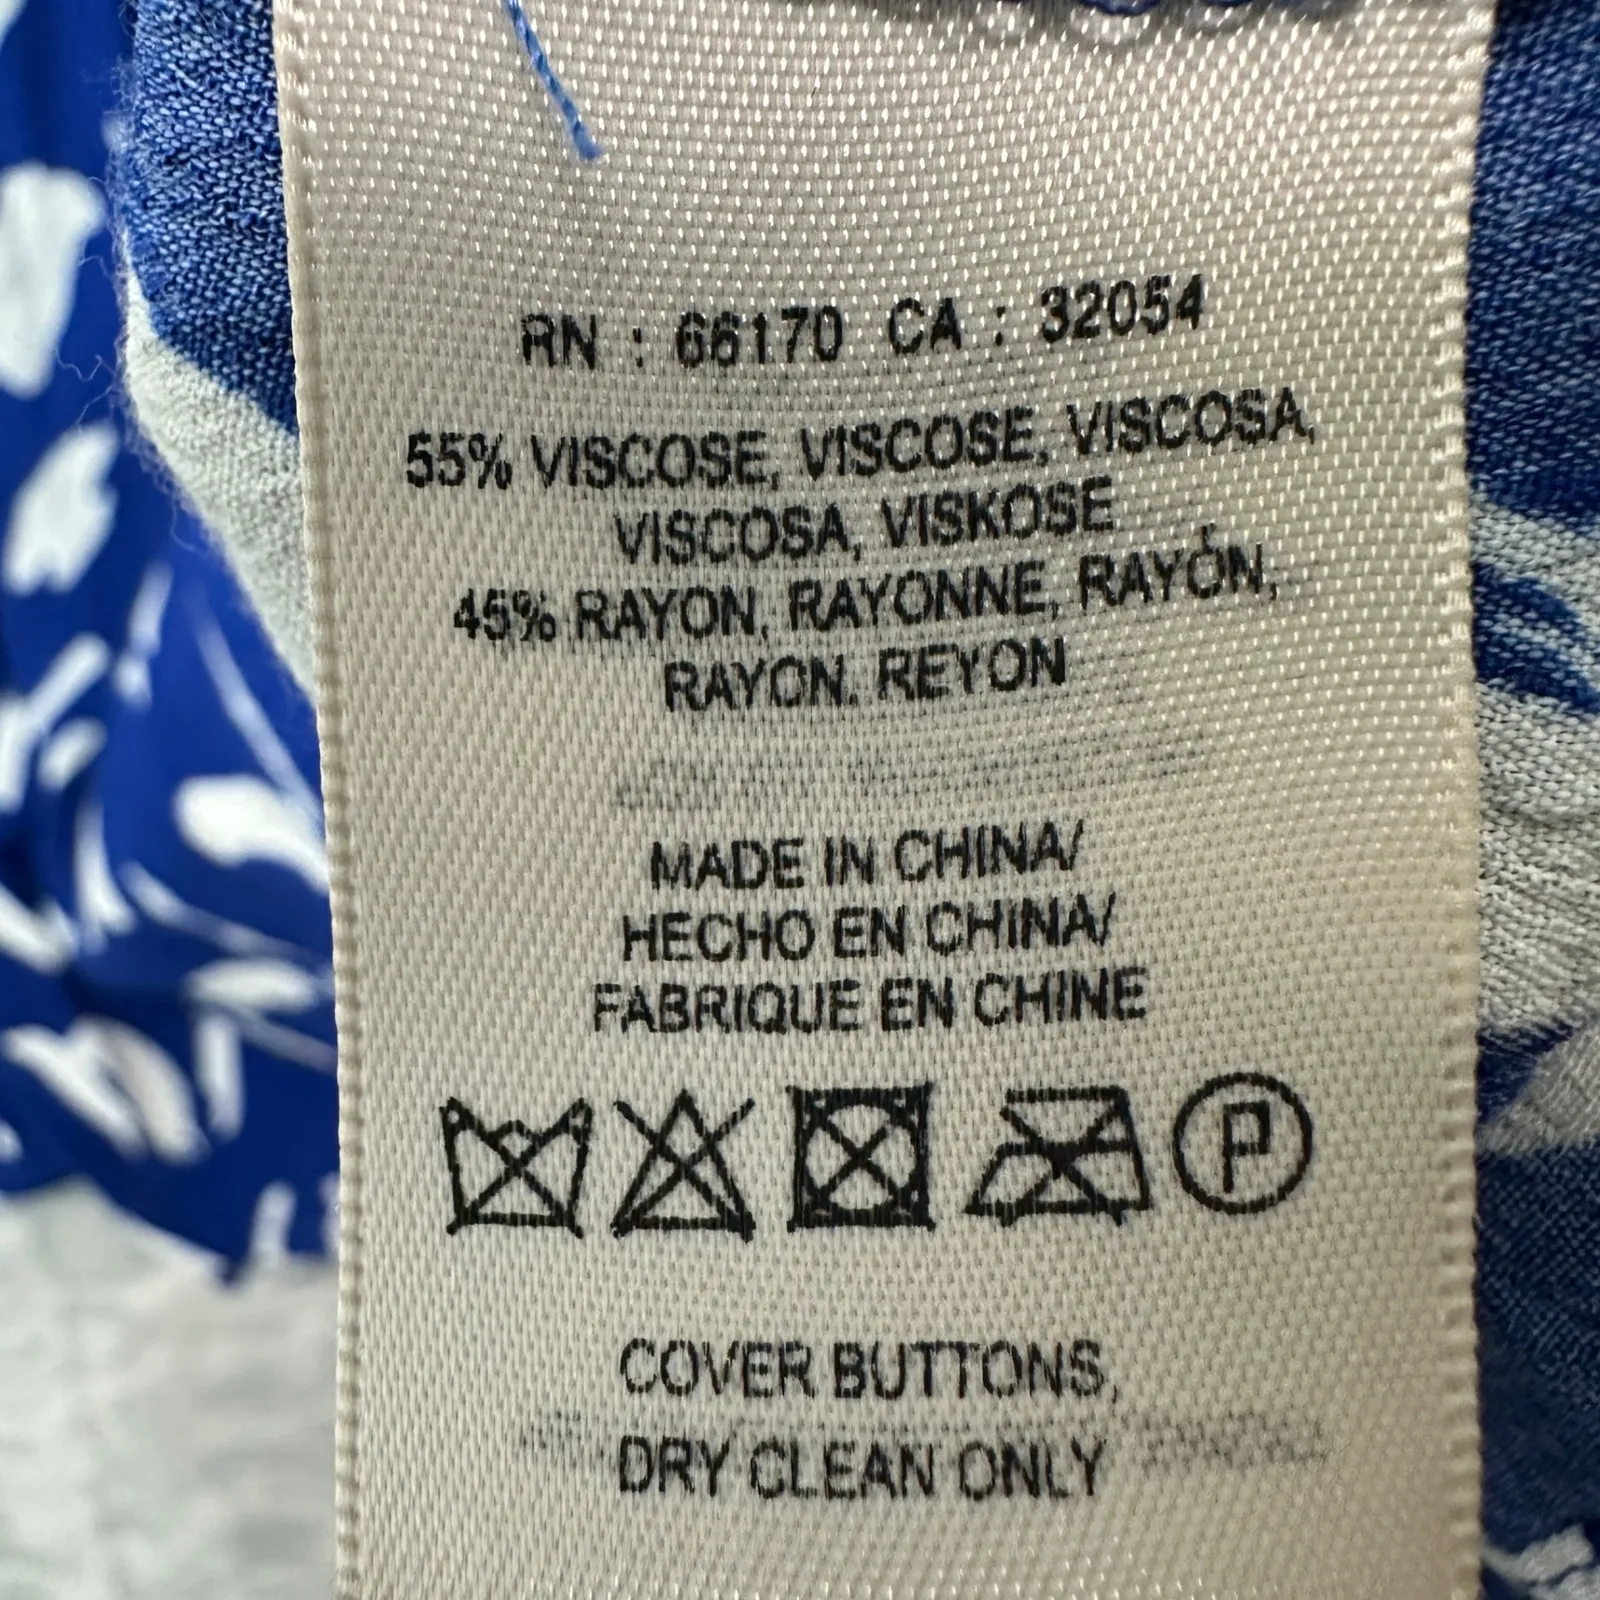 RN : 66170 CA : 32054
55% VISCOSE, VISCOSE, VISCOSA,
VISCOSA, VISKOSE
45% RAYON, RAYONNE, RAYÓN,
RAYON, REYON
MADE IN CHINA/
HECHO EN CHINA/
FABRIQUE EN CHINE
P
COVER BUTTONS,
DRY CLEAN ONLY